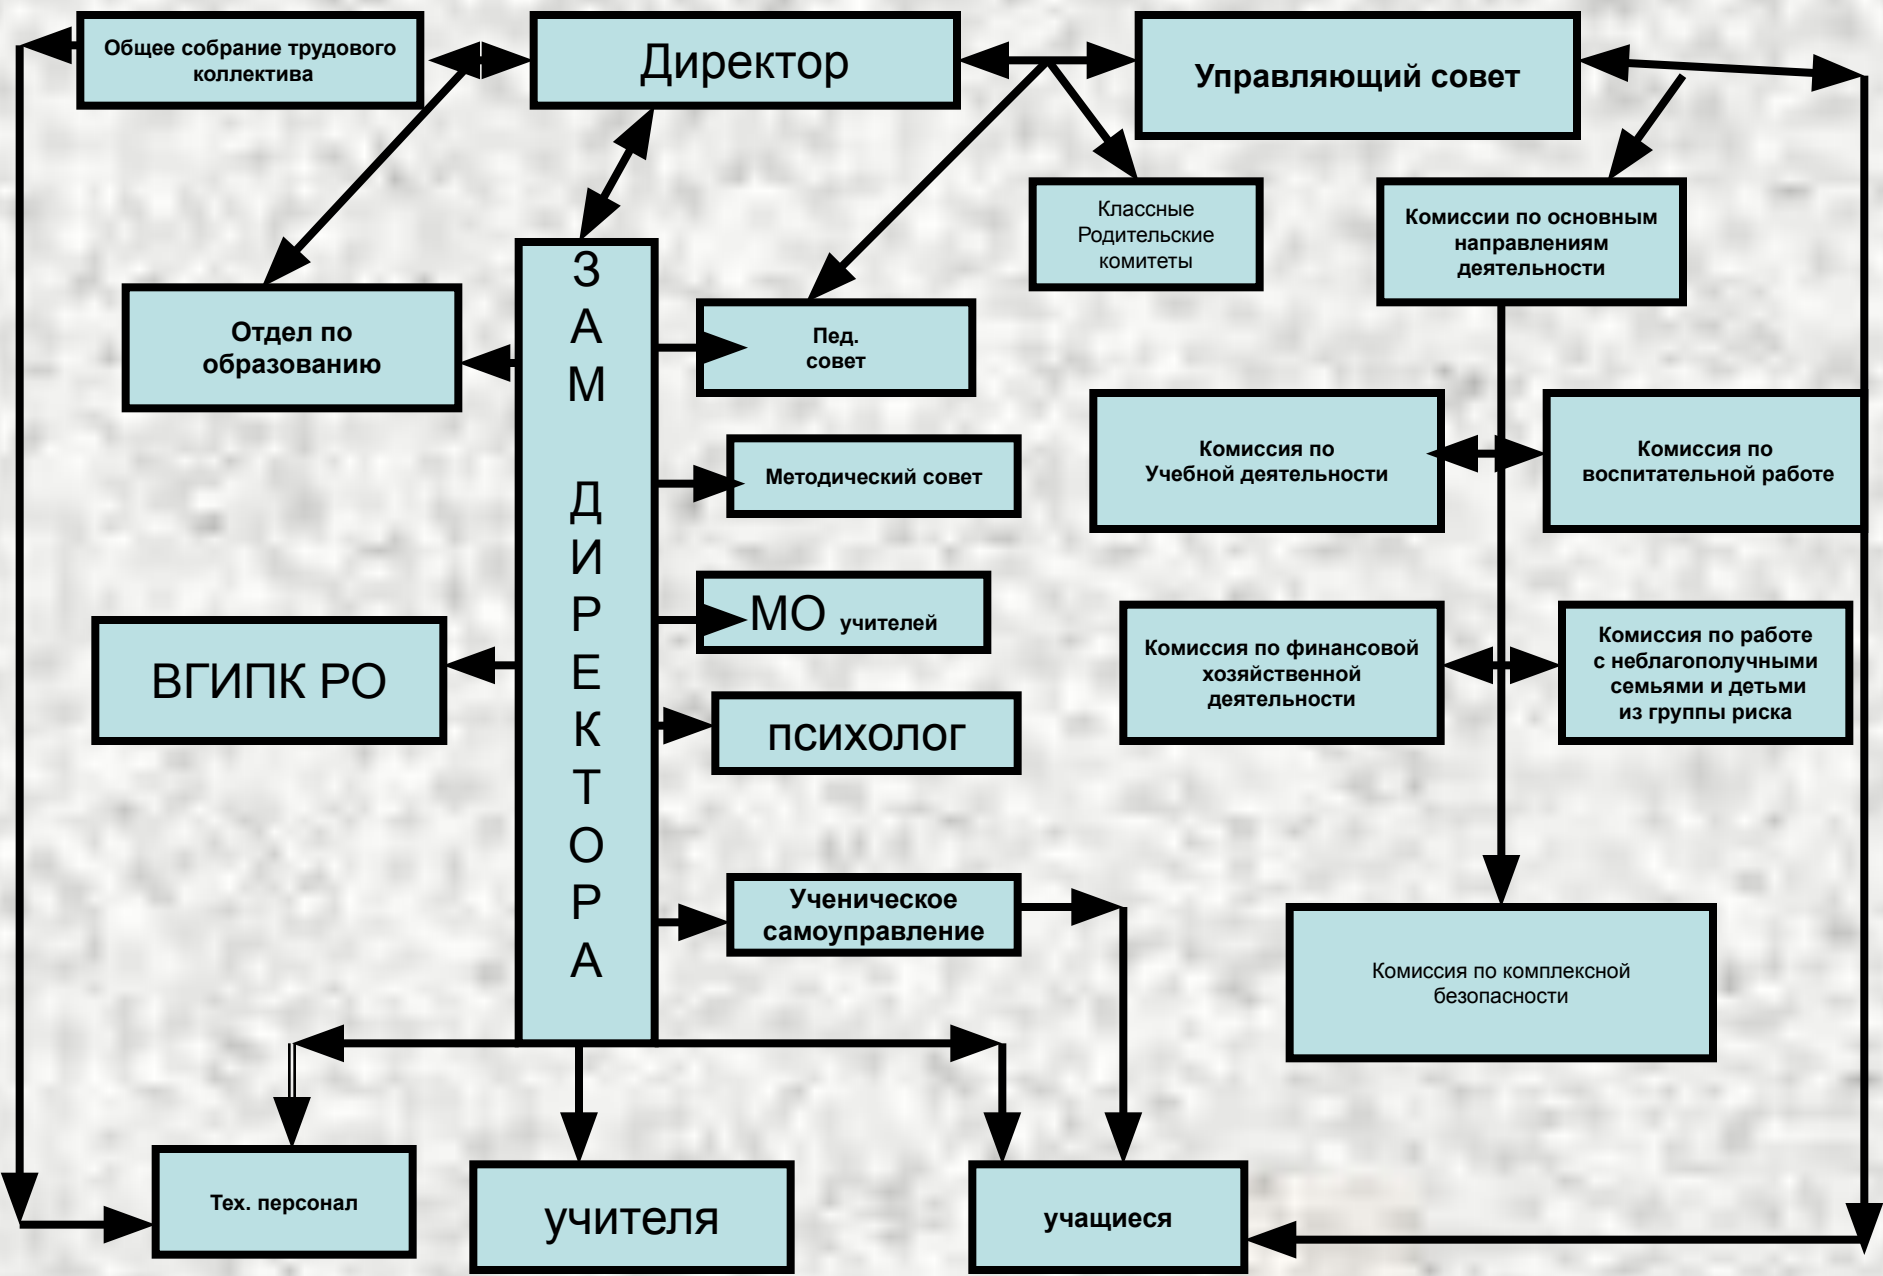 Общее собрание трудового
коллектива
Директор
Управляющий совет
Классные
Родительские
комитеты
Комиссии по основным
направлениям
деятельности
Отдел по
образованию
ЗАМ ДИРЕКТОРА
Пед.
совет
Методический совет
МО учителей
психолог
ВГИПК РО
Комиссия по
Учебной деятельности
Комиссия по
воспитательной работе
Комиссия по финансовой
хозяйственной
деятельности
Комиссия по работе
с неблагополучными
семьями и детьми
из группы риска
Ученическое
самоуправление
Комиссия по комплексной
безопасности
Тех. персонал
учителя
учащиеся